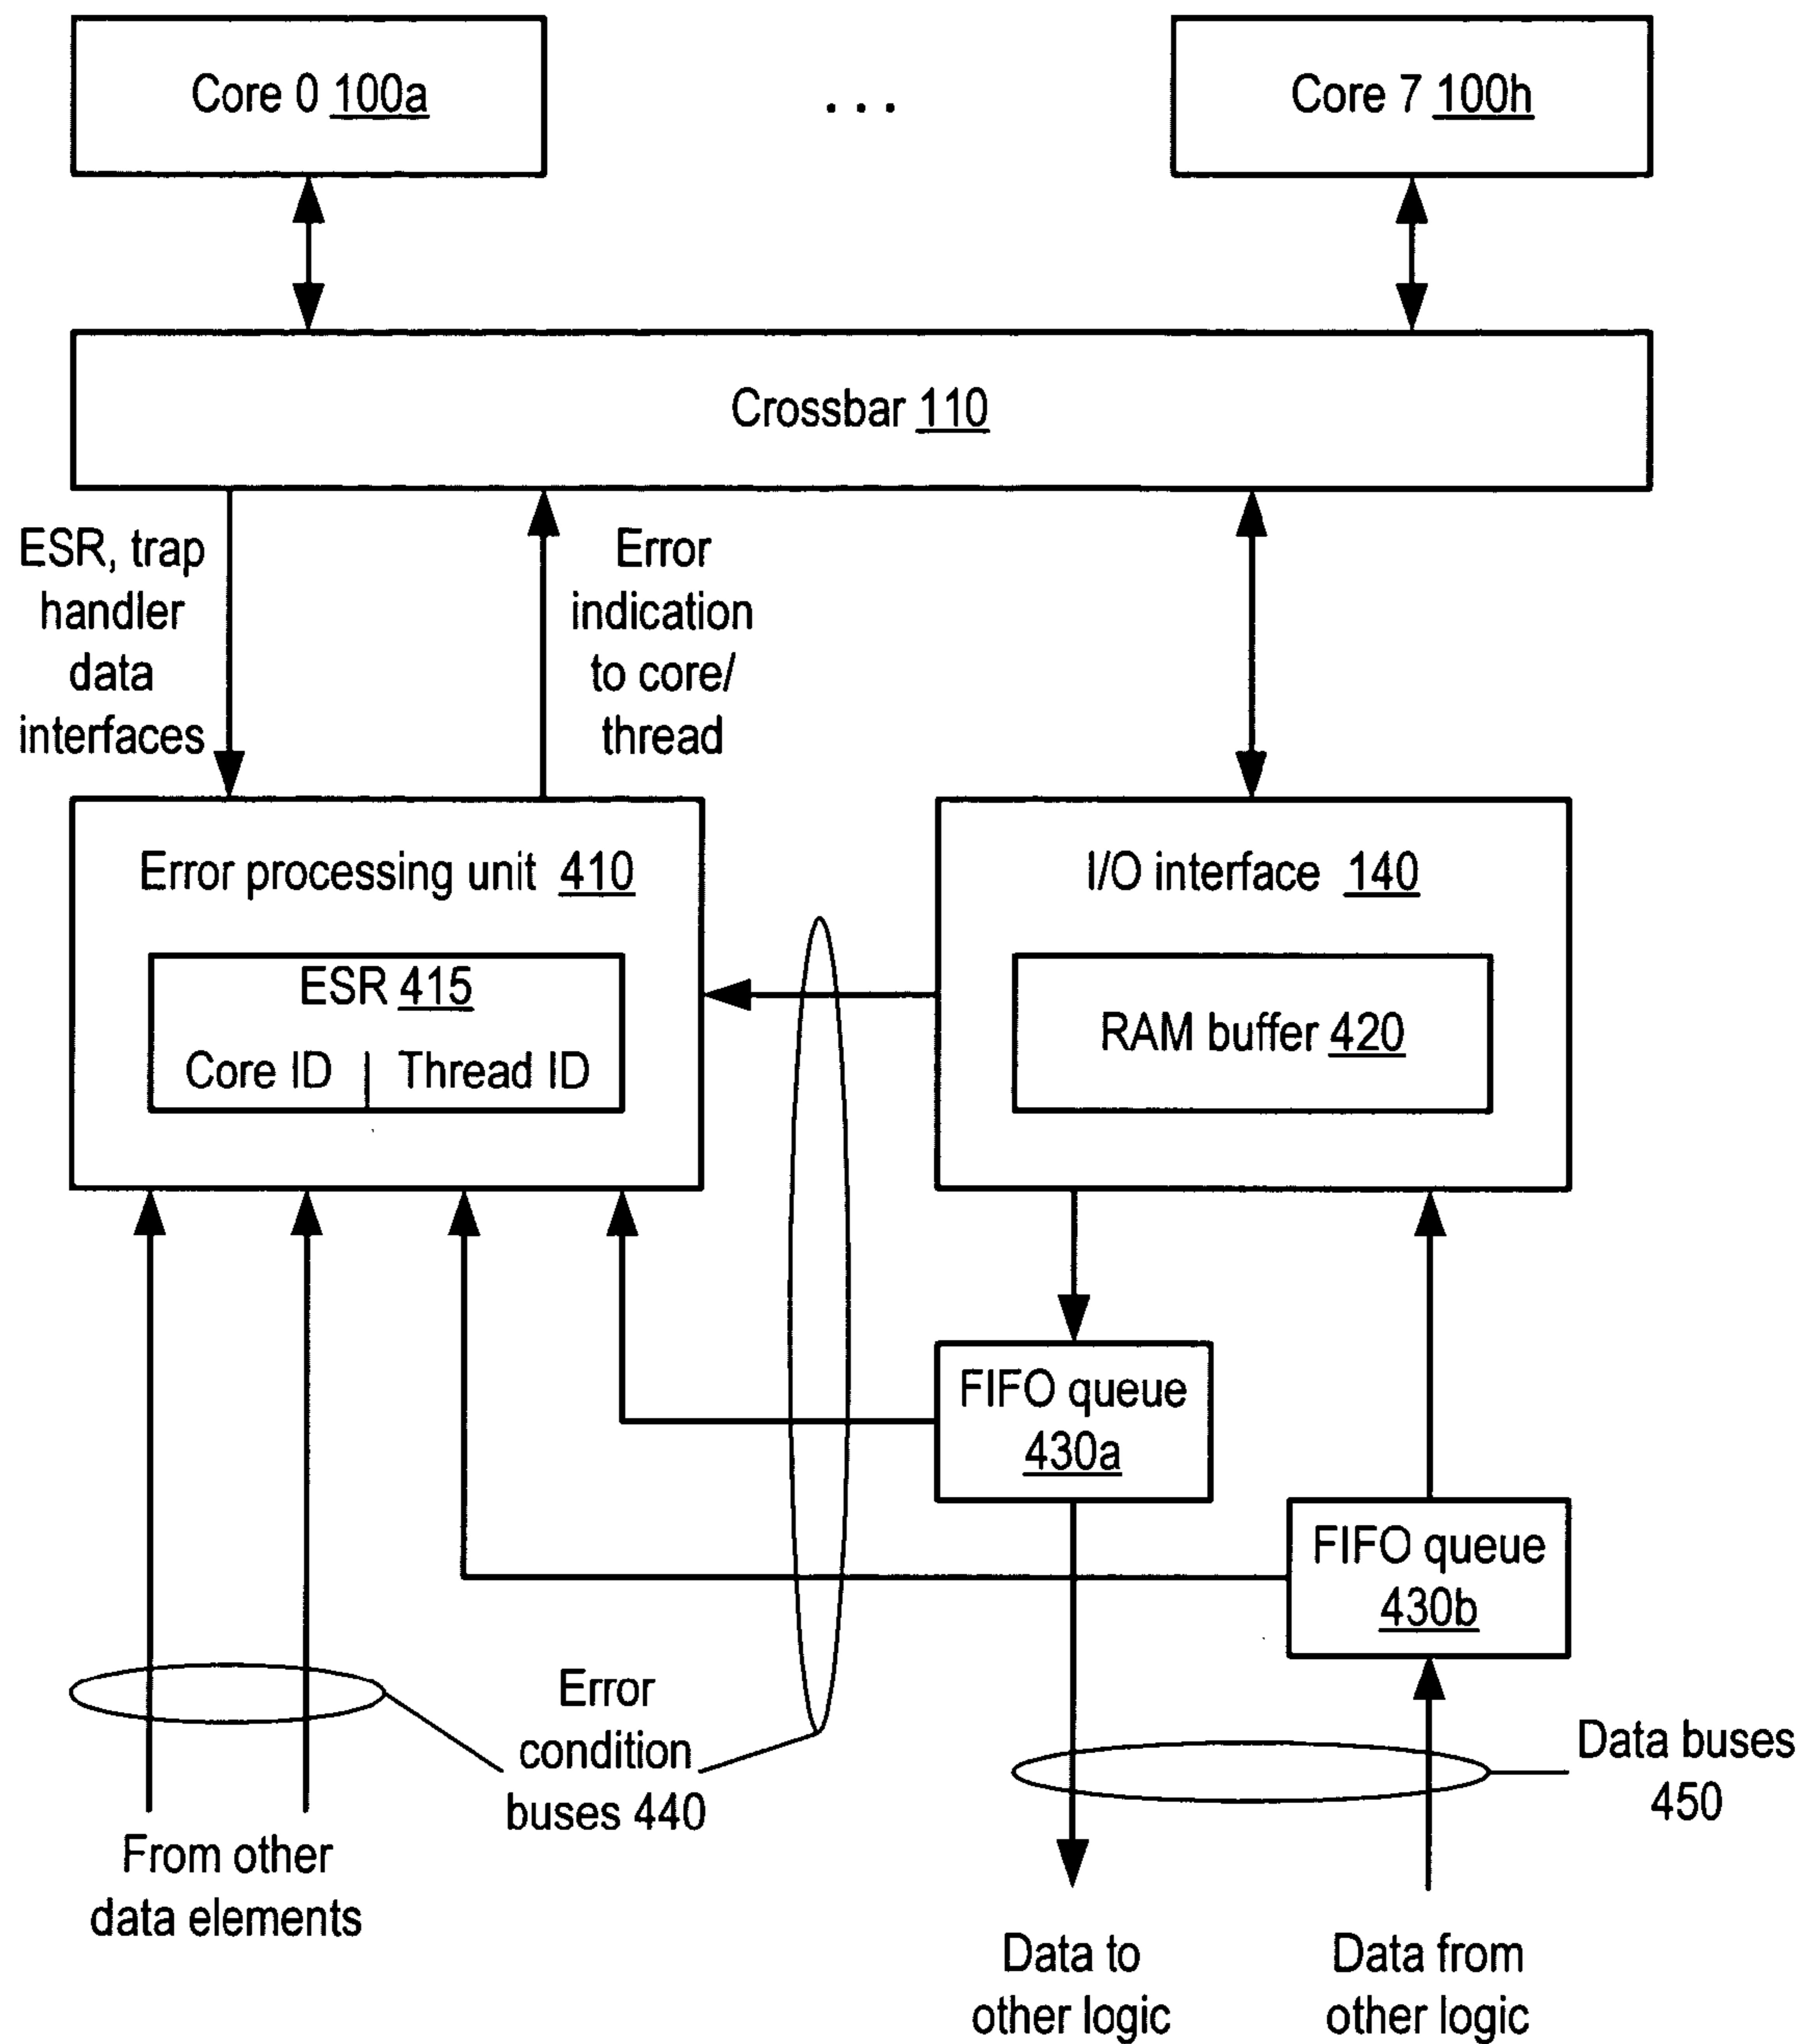 Core 0 100a
. . .
Core 7 100h
Crossbar 110
ESR, trap
handler
data
interfaces
Error
indication
to core/
thread
Error processing unit 410
ESR 415
Core ID | Thread ID
I/O interface 140
RAM buffer 420
FIFO queue
430a
FIFO queue
430b
Error
condition
buses 440
Data buses
450
From other
data elements
Data to
other logic
Data from
other logic